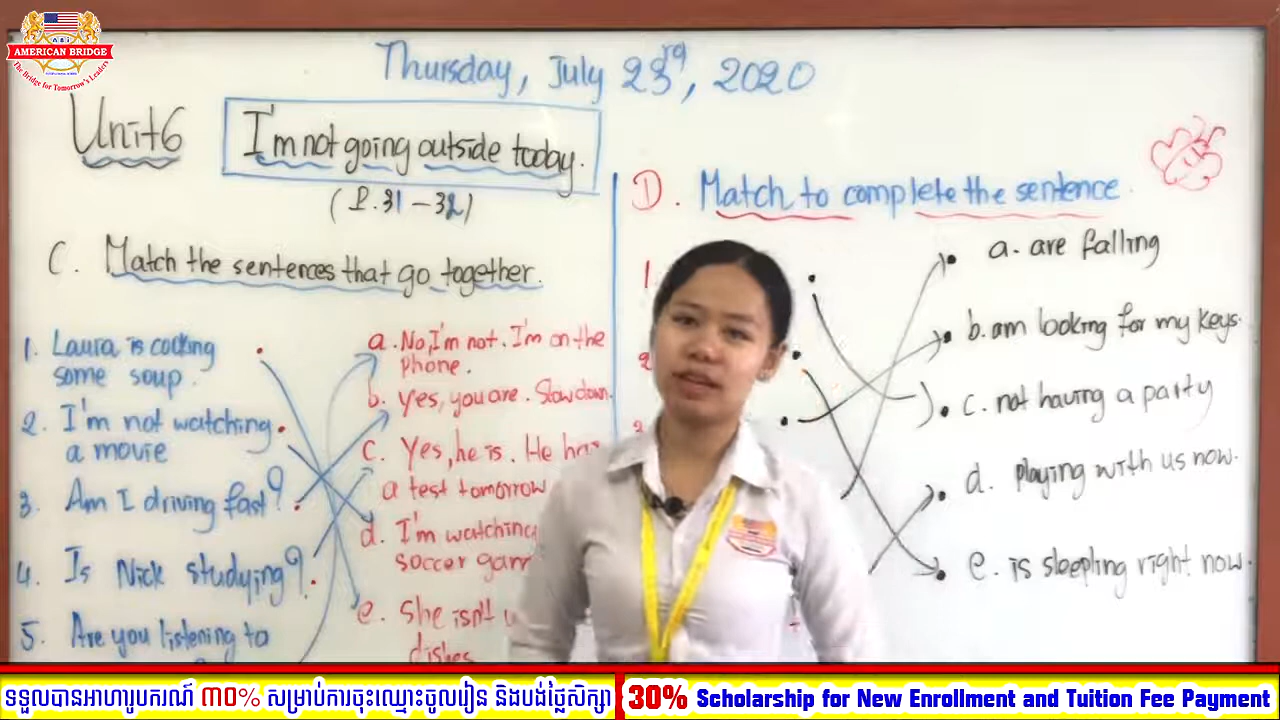 AMERICAN BRIDGE
The Bridge for Tomorrow's Leaders
Thursday, July 23rd, 2020
Unit6
I'm not going outside today.
(P.31-32)
C. Match the sentences that go together.
1. Laura is cooking
some soup.
2. I'm not watching
a movie
3. Am I driving fast?
4. Is Nick studying?
5. Are you listening to
a. No, I'm not. I'm on the
phone.
b. yes, you are. Slow down.
c. Yes, he is. He has
a test tomorrow
d. I'm watching
soccer gam
e. She isn't
dishes
D. Match to complete the sentence.
1.
2
3
a. are falling
b. am looking for my keys.
c. not having a party
d. playing with us now.
e. is sleepling right now.
ទទួលបានអាហារូបករណ៍ ៣០% សម្រាប់ការចុះឈ្មោះចូលរៀន និងបង់ថ្លៃសិក្សា
30% Scholarship for New Enrollment and Tuition Fee Payment